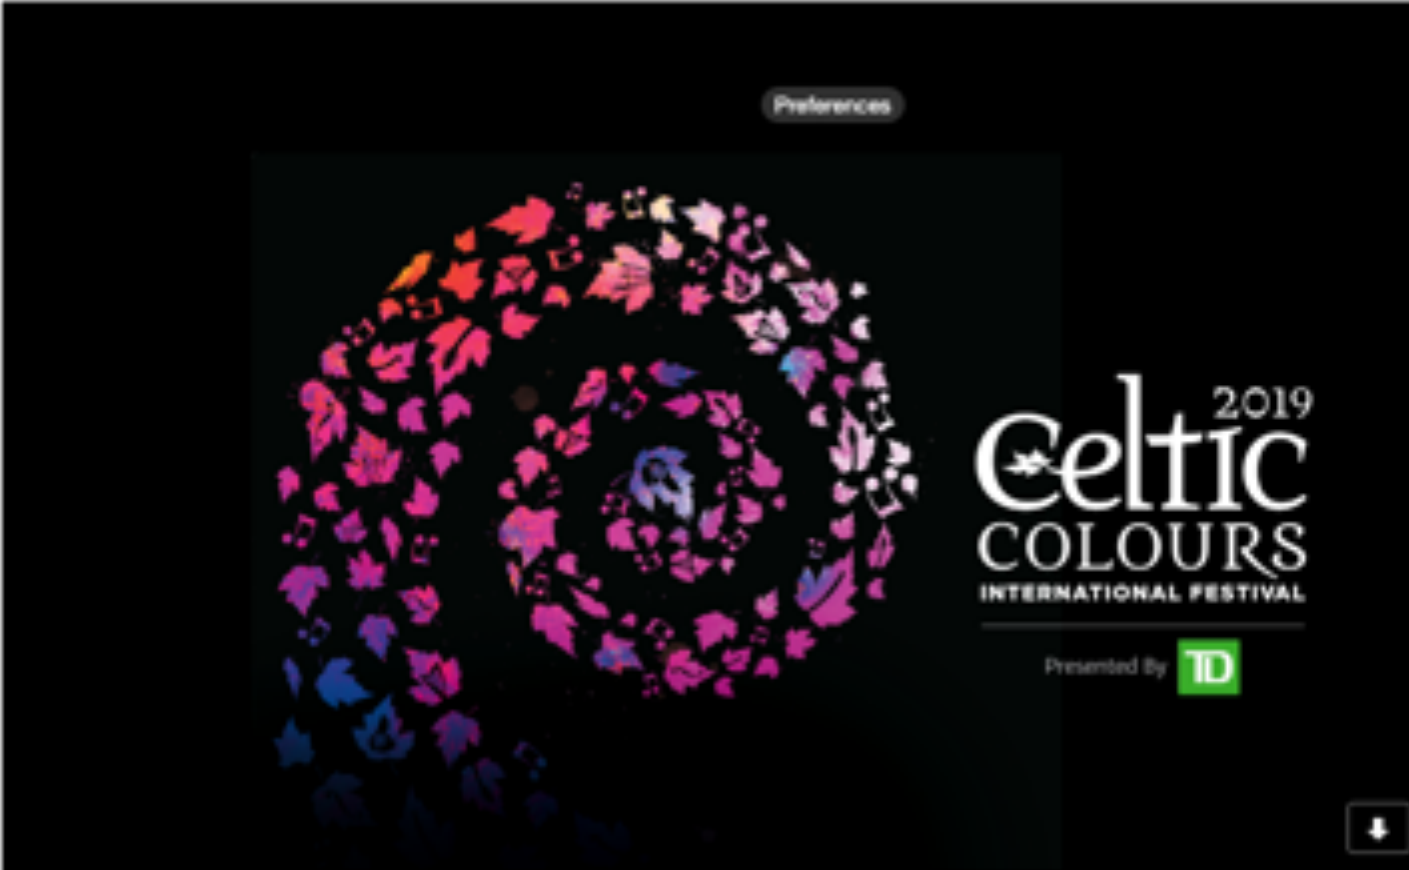 Preferences
2019
Celtic
COLOURS
INTERNATIONAL FESTIVAL
Presented By TD